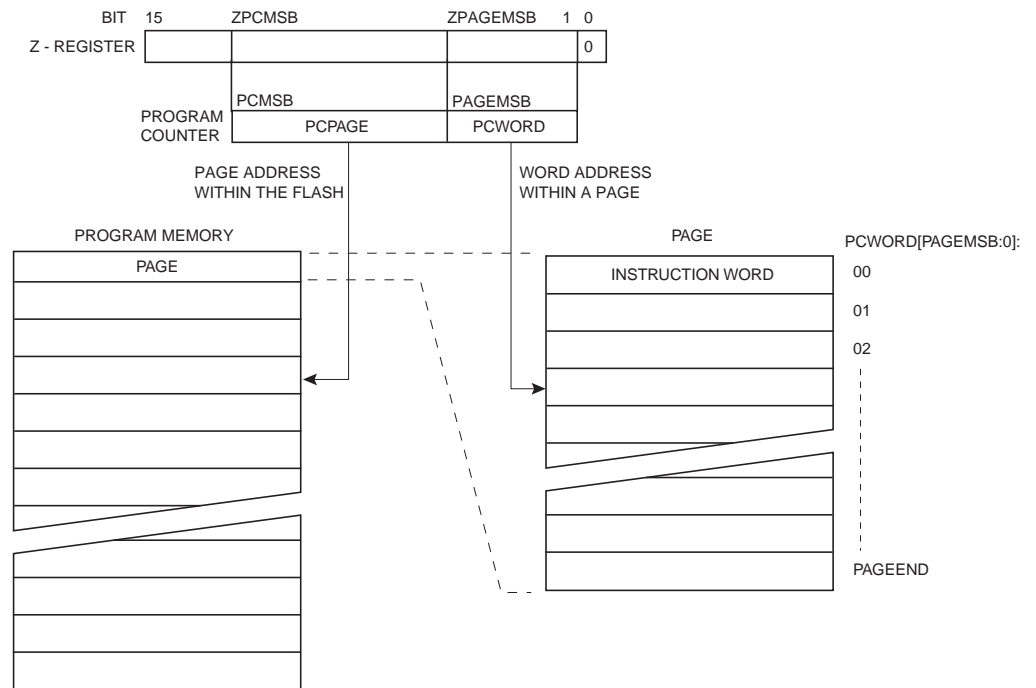 BIT 15 ZPCMSB ZPAGEMSB 1 0
Z - REGISTER 0
PCMSB PAGEMSB
PROGRAM
COUNTER
PCPAGE PCWORD
PAGE ADDRESS
WITHIN THE FLASH
WORD ADDRESS
WITHIN A PAGE
PROGRAM MEMORY
PAGE
PAGE
PCWORD[PAGEMSB:0]:
INSTRUCTION WORD 00
01
02
PAGEEND